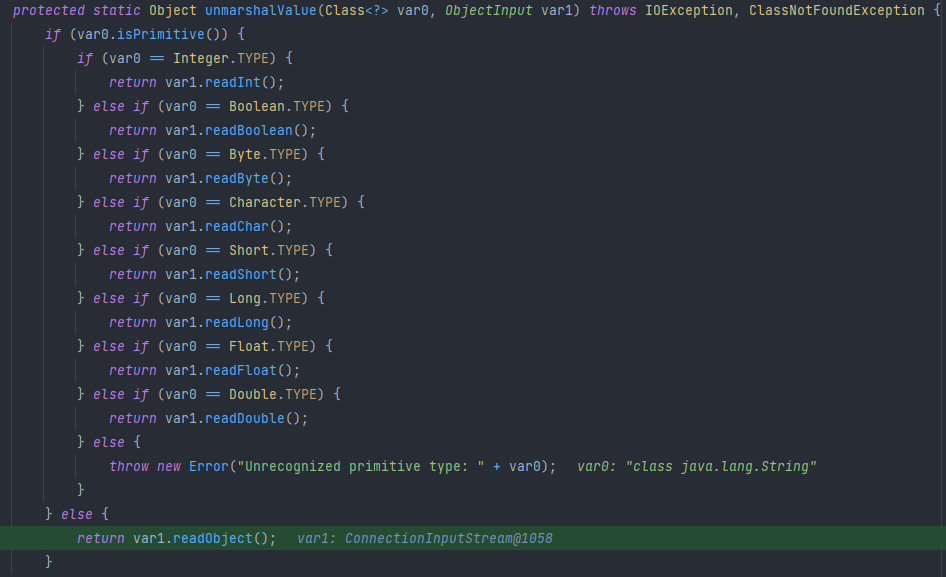 protected static Object unmarshalValue(Class<?> var0, ObjectInput var1) throws IOException, ClassNotFoundException {
    if (var0.isPrimitive()) {
        if (var0 == Integer.TYPE) {
            return var1.readInt();
        } else if (var0 == Boolean.TYPE) {
            return var1.readBoolean();
        } else if (var0 == Byte.TYPE) {
            return var1.readByte();
        } else if (var0 == Character.TYPE) {
            return var1.readChar();
        } else if (var0 == Short.TYPE) {
            return var1.readShort();
        } else if (var0 == Long.TYPE) {
            return var1.readLong();
        } else if (var0 == Float.TYPE) {
            return var1.readFloat();
        } else if (var0 == Double.TYPE) {
            return var1.readDouble();
        } else {
            throw new Error("Unrecognized primitive type: " + var0);   var0: "class java.lang.String"
        }
    } else {
        return var1.readObject();   var1: ConnectionInputStream@1058
    }